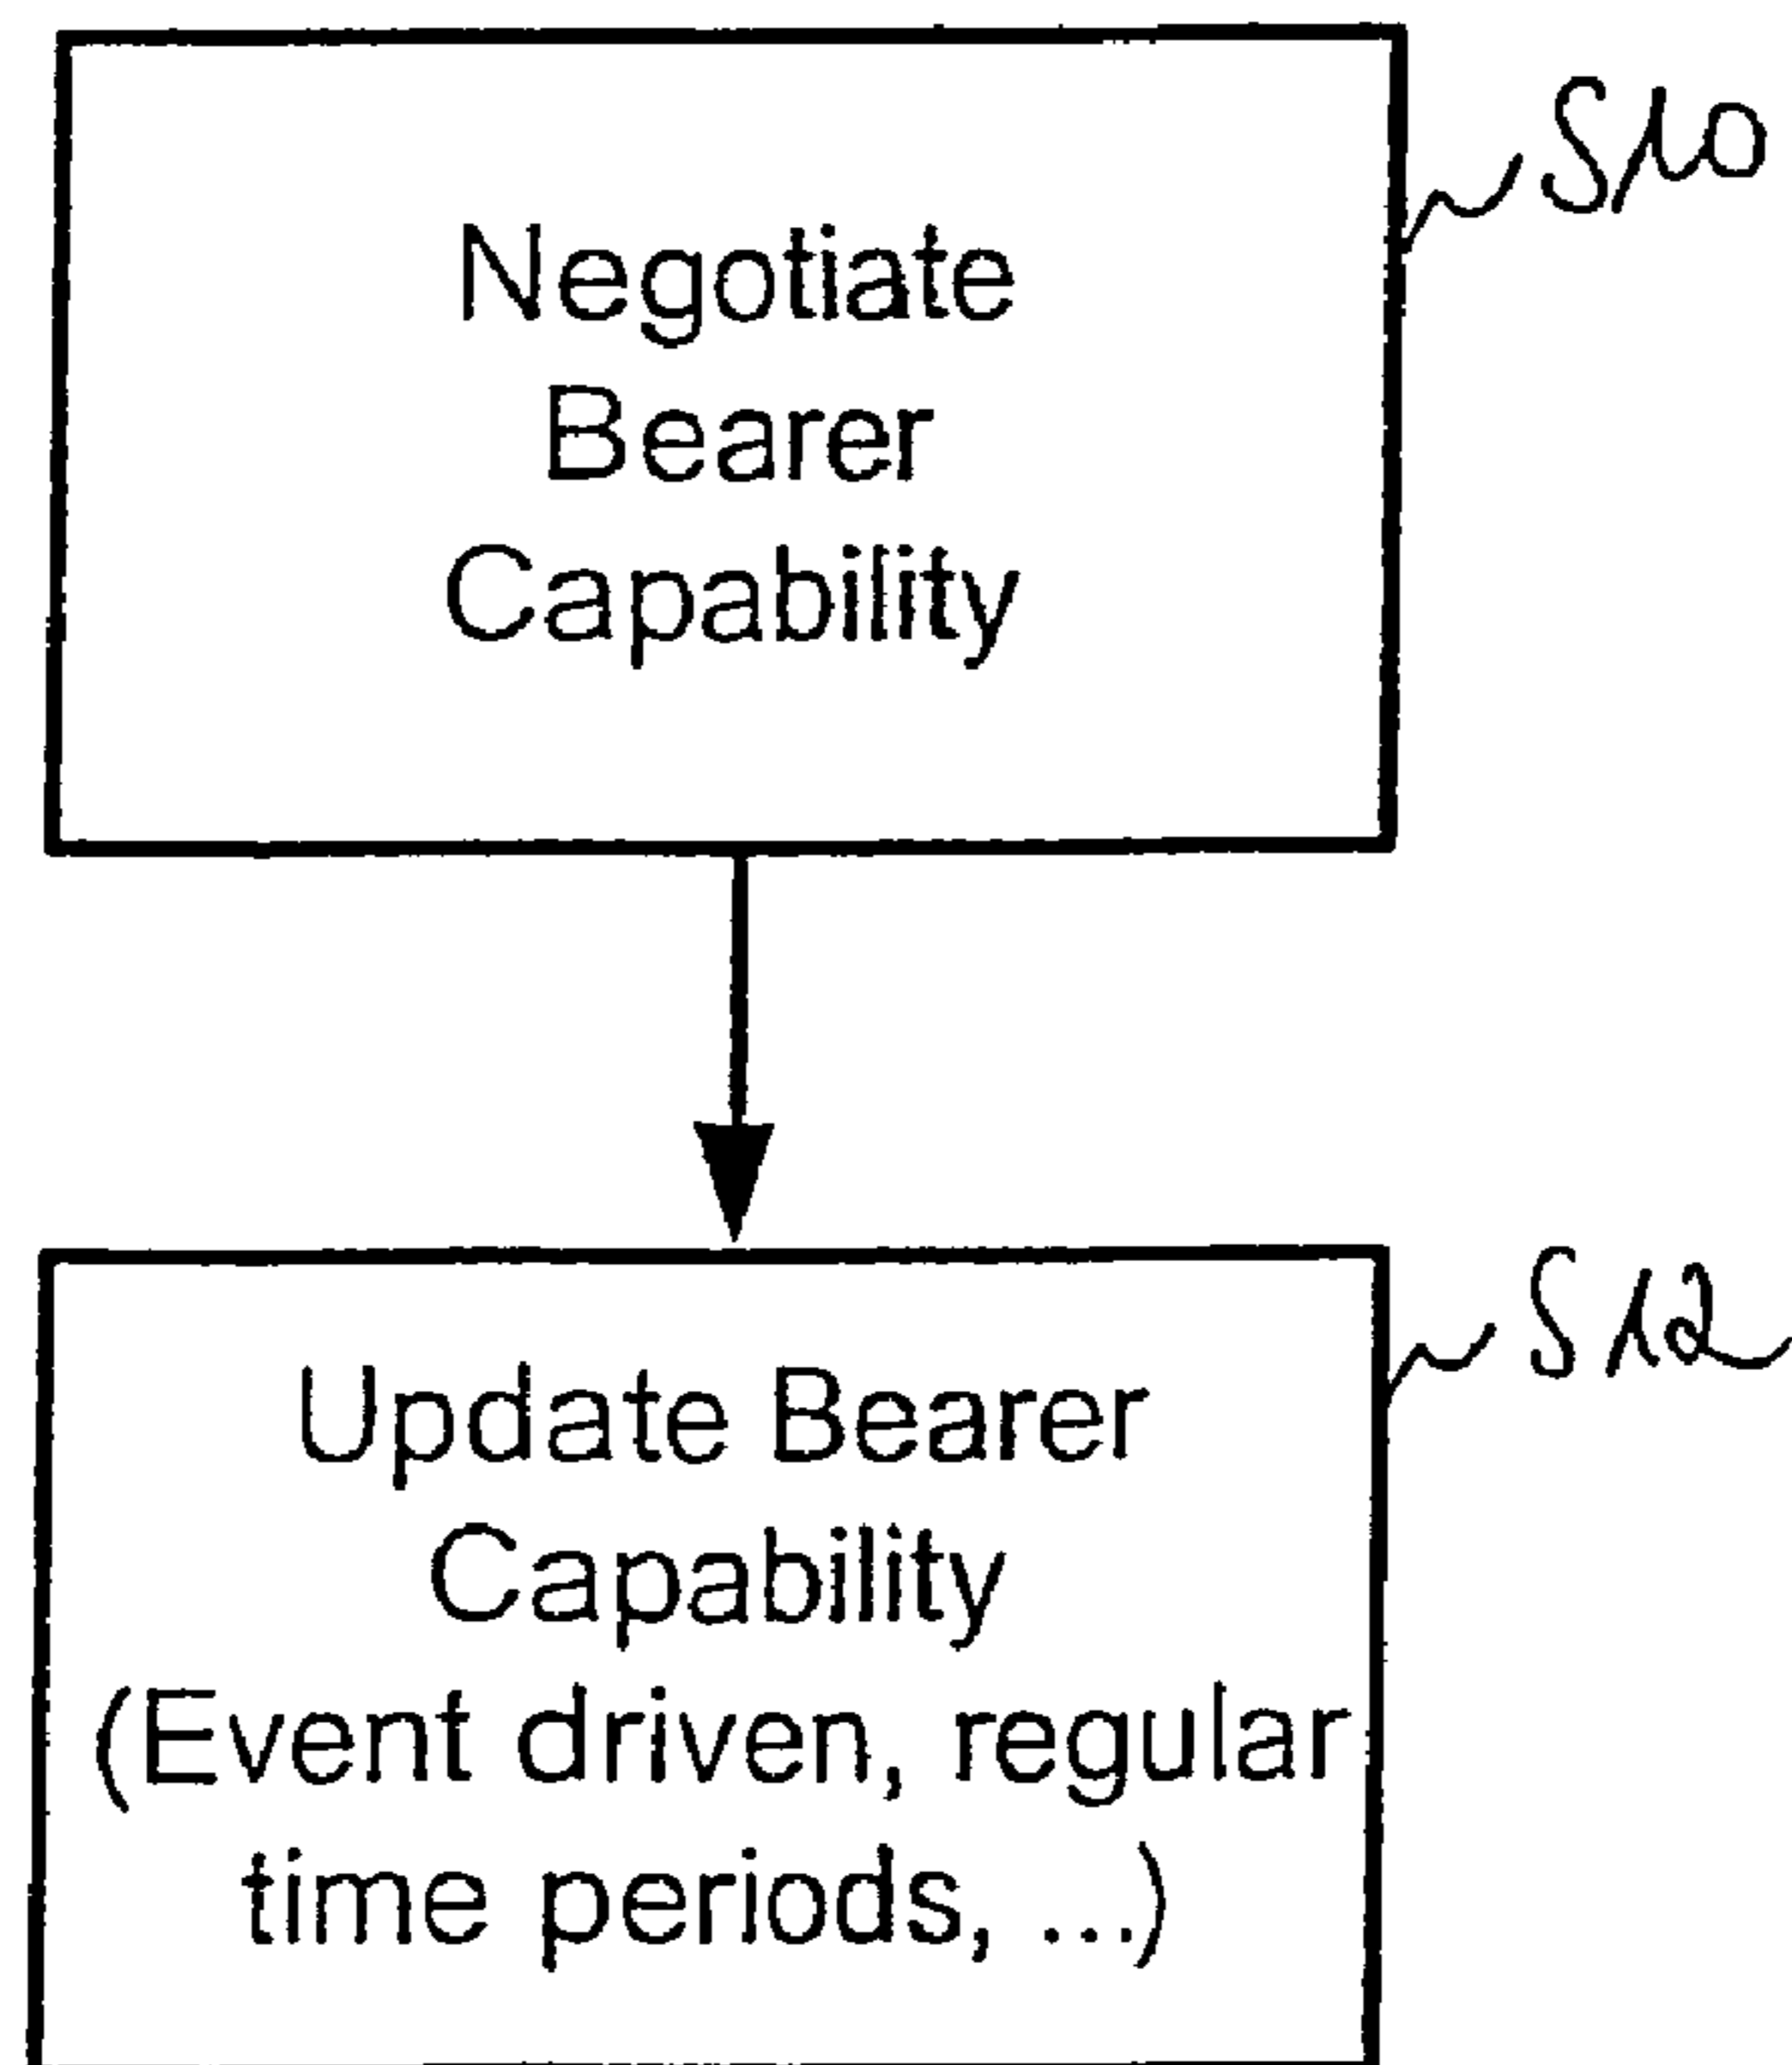 S10
Negotiate
Bearer
Capability
S12
Update Bearer
Capability
(Event driven, regular
time periods, ...)